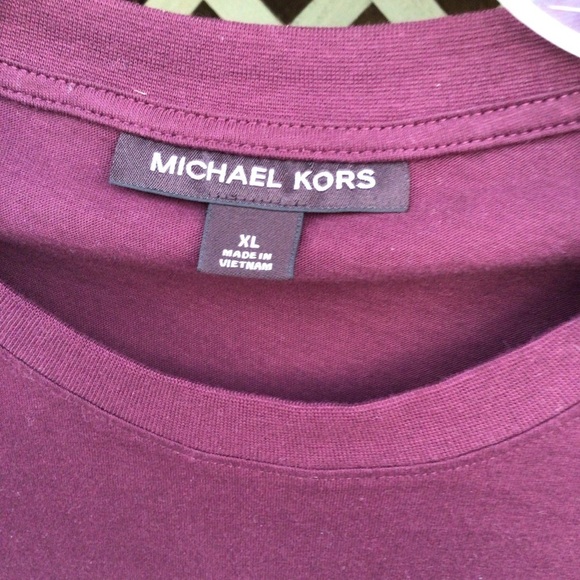 MICHAEL KORS
XL
MADE IN
VIETNAM